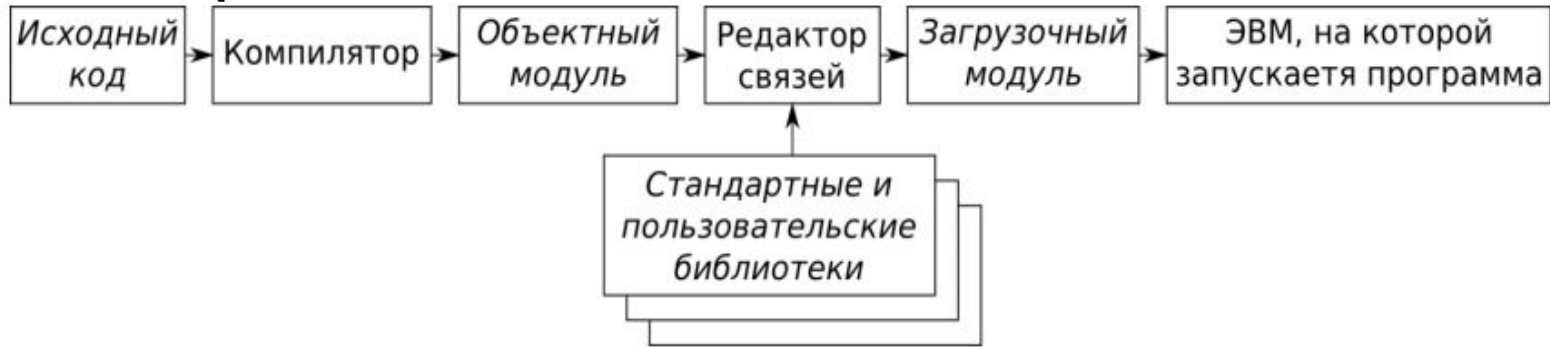 Исходный
код
Компилятор
Объектный
модуль
Редактор
связей
Загрузочный
модуль
ЭВМ, на которой
запускаетя программа
Стандартные и
пользовательские
библиотеки